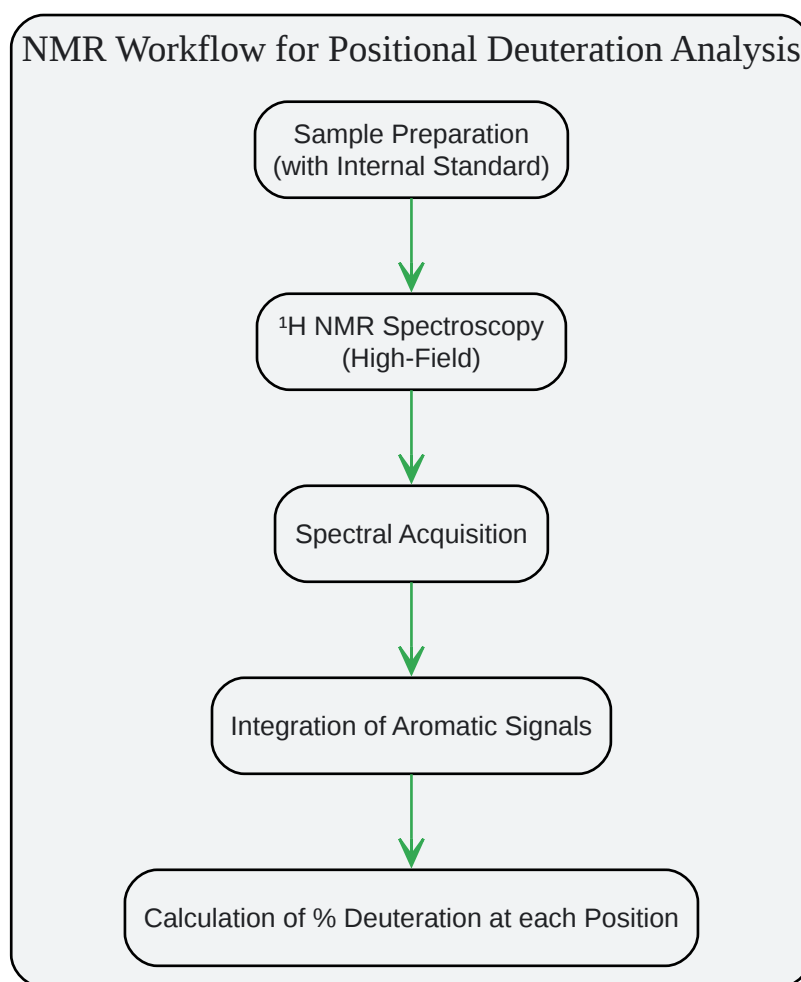 NMR Workflow for Positional Deuteration Analysis
Sample Preparation
(with Internal Standard)
¹H NMR Spectroscopy
(High-Field)
Spectral Acquisition
Integration of Aromatic Signals
Calculation of % Deuteration at each Position